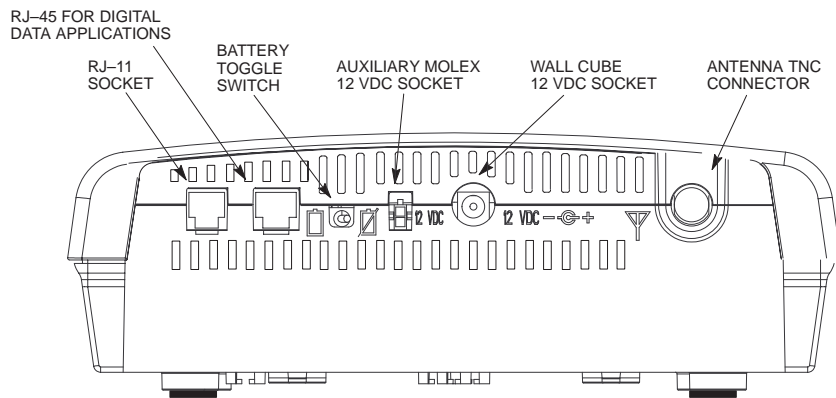 RJ–45 FOR DIGITAL
DATA APPLICATIONS
RJ–11
SOCKET
BATTERY
TOGGLE
SWITCH
AUXILIARY MOLEX
12 VDC SOCKET
WALL CUBE
12 VDC SOCKET
ANTENNA TNC
CONNECTOR
12 VDC
12 VDC